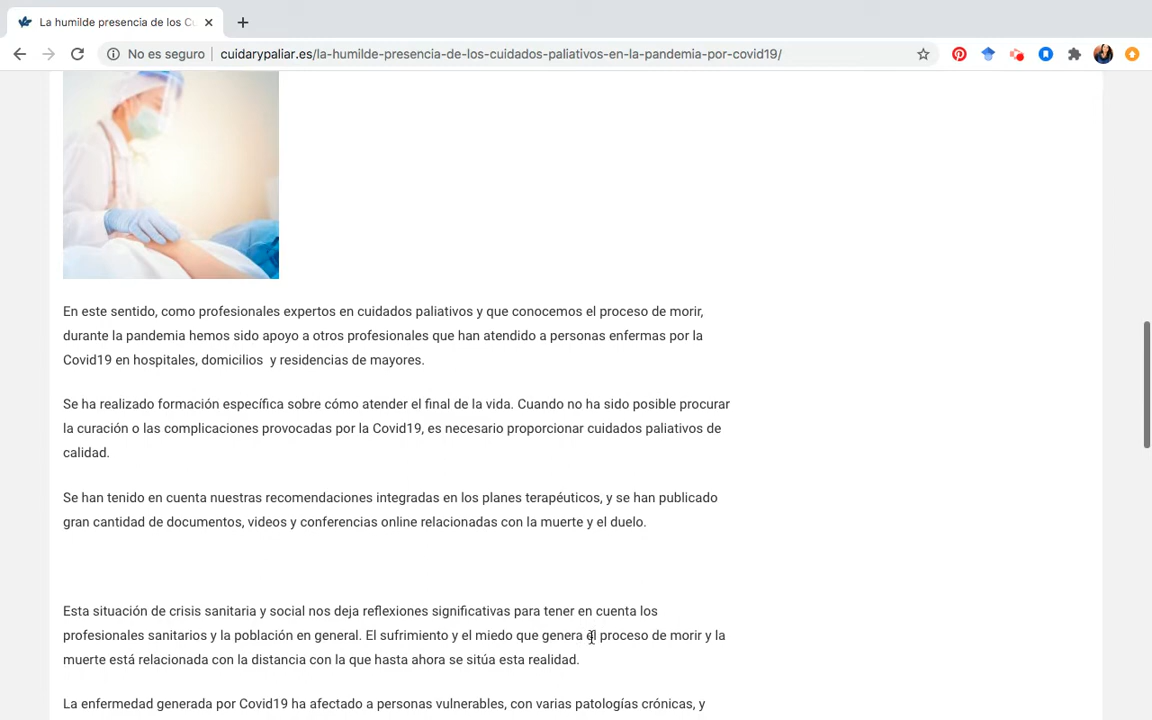 La humilde presencia de los Cu
No es seguro
cuidarypaliar.es/la-humilde-presencia-de-los-cuidados-paliativos-en-la-pandemia-por-covid19/
En este sentido, como profesionales expertos en cuidados paliativos y que conocemos el proceso de morir,
durante la pandemia hemos sido apoyo a otros profesionales que han atendido a personas enfermas por la
Covid19 en hospitales, domicilios y residencias de mayores.
Se ha realizado formación específica sobre cómo atender el final de la vida. Cuando no ha sido posible procurar
la curación o las complicaciones provocadas por la Covid19, es necesario proporcionar cuidados paliativos de
calidad.
Se han tenido en cuenta nuestras recomendaciones integradas en los planes terapéuticos, y se han publicado
gran cantidad de documentos, videos y conferencias online relacionadas con la muerte y el duelo.
Esta situación de crisis sanitaria y social nos deja reflexiones significativas para tener en cuenta los
profesionales sanitarios y la población en general. El sufrimiento y el miedo que genera el proceso de morir y la
muerte está relacionada con la distancia con la que hasta ahora se sitúa esta realidad.
La enfermedad generada por Covid19 ha afectado a personas vulnerables, con varias patologías crónicas, y